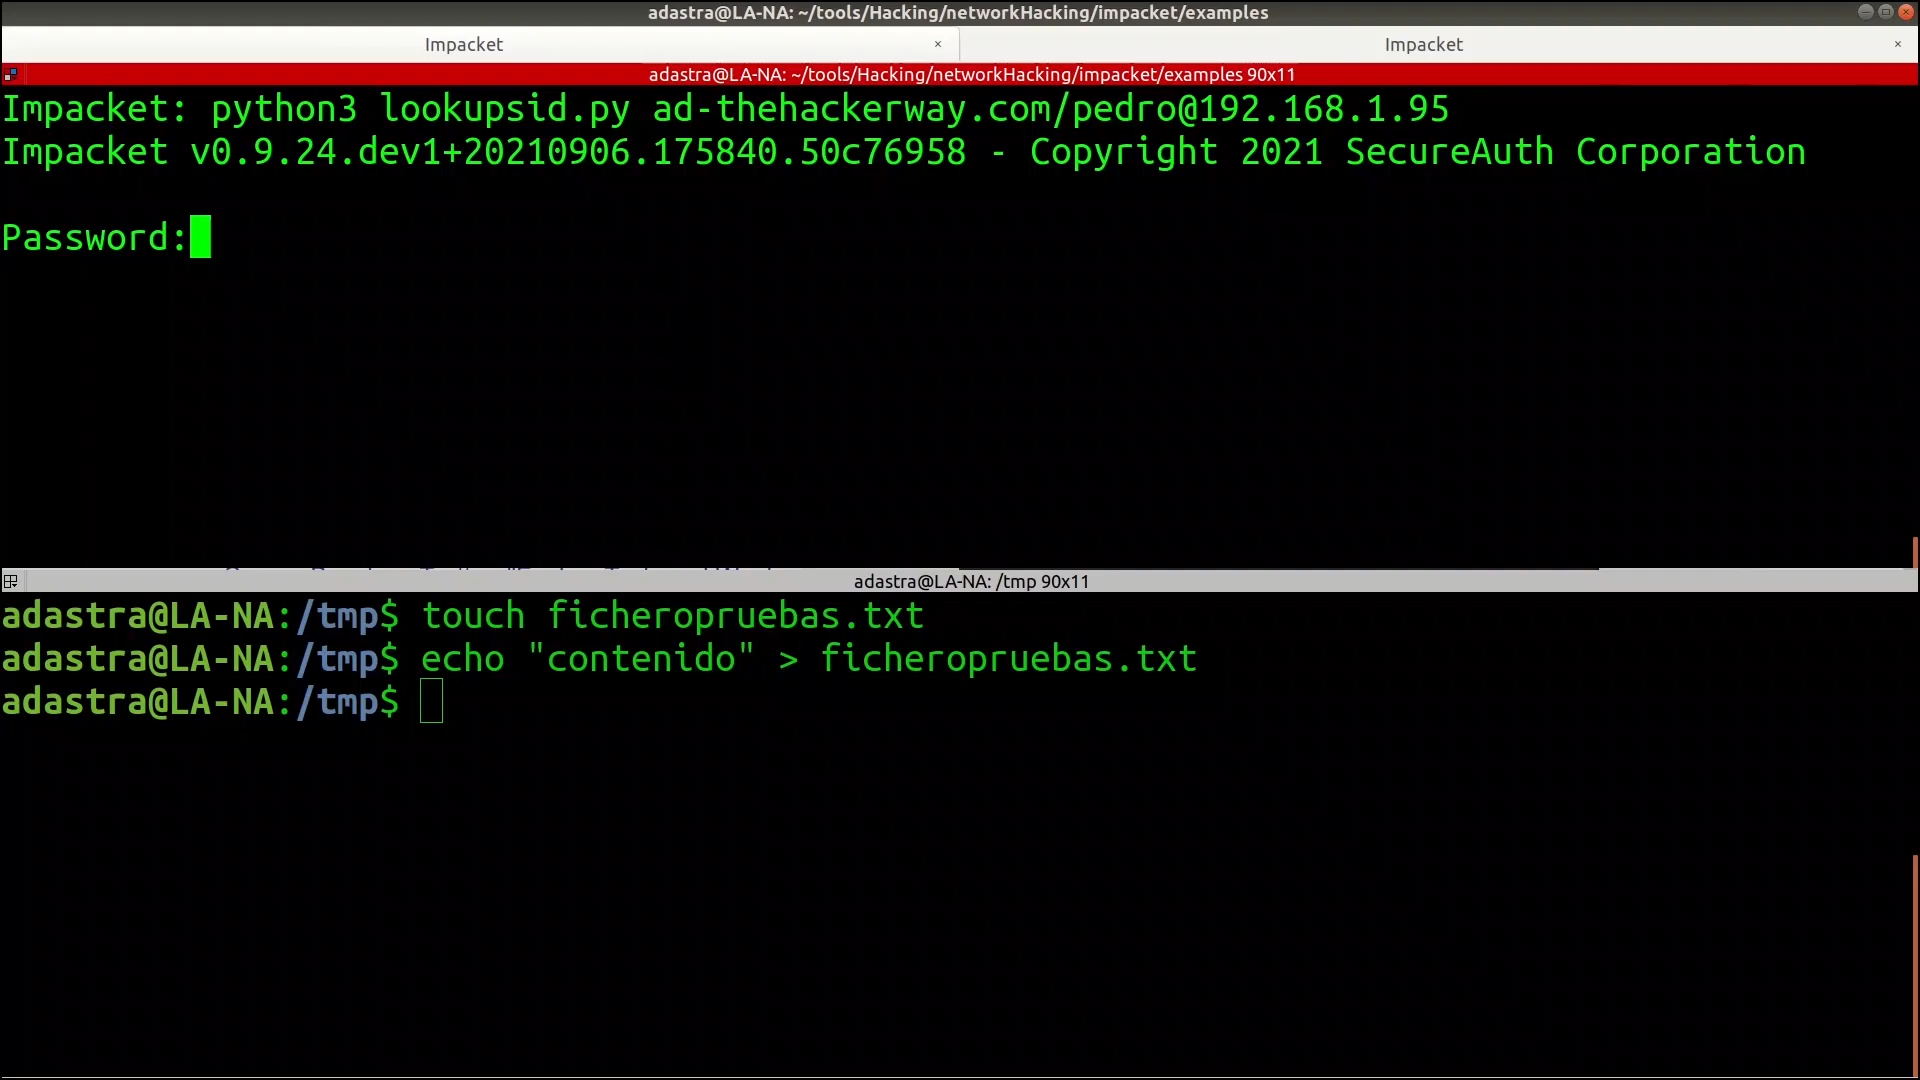 adastra@LA-NA: ~/tools/Hacking/networkHacking/impacket/examples
Impacket × Impacket ×
adastra@LA-NA: ~/tools/Hacking/networkHacking/impacket/examples 90x11
Impacket: python3 lookupsid.py ad-thehackerway.com/pedro@192.168.1.95
Impacket v0.9.24.dev1+20210906.175840.50c76958 - Copyright 2021 SecureAuth Corporation
Password:
adastra@LA-NA: /tmp 90x11
adastra@LA-NA:/tmp$ touch ficheropruebas.txt
adastra@LA-NA:/tmp$ echo "contenido" > ficheropruebas.txt
adastra@LA-NA:/tmp$